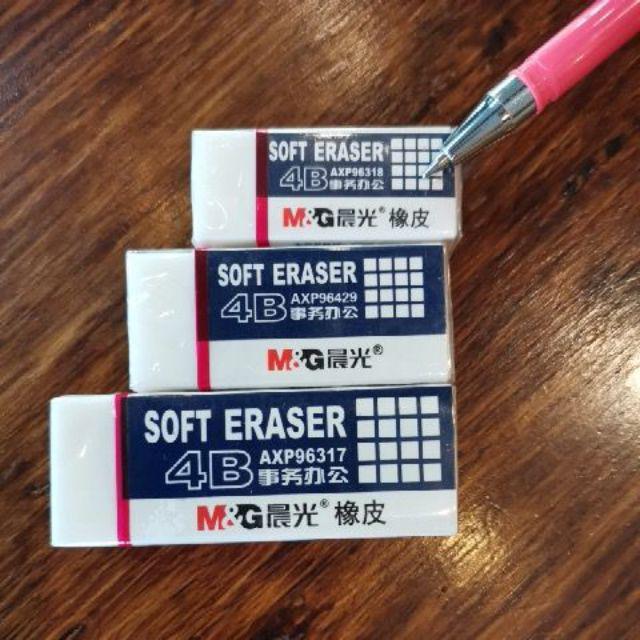 SOFT ERASER
4B AXP96318
事务办公
M&G晨光® 橡皮
SOFT ERASER
4B AXP96429
事务办公
M&G晨光®
SOFT ERASER
4B AXP96317
事务办公
M&G晨光® 橡皮